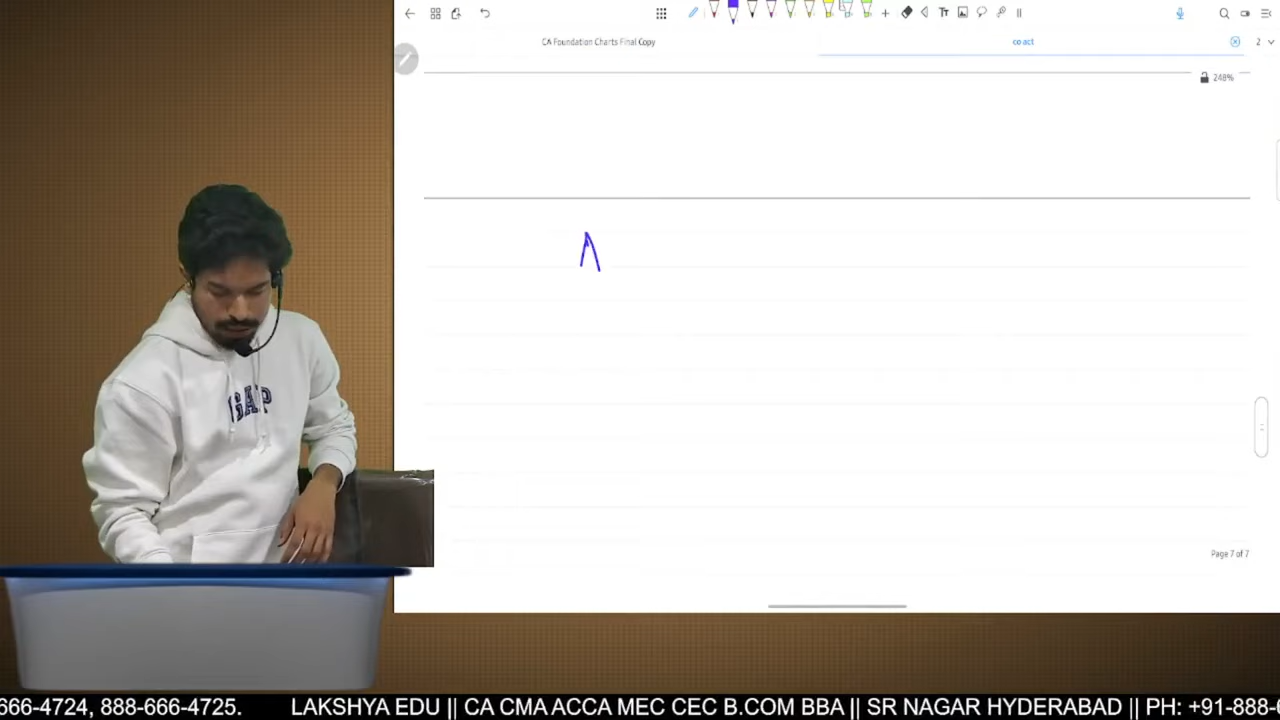 CA Foundation Charts Final Copy
co act
2
248%
GAP
Page 7 of 7
666-4724, 888-666-4725. LAKSHYA EDU || CA CMA ACCA MEC CEC B.COM BBA || SR NAGAR HYDERABAD || PH: +91-888-